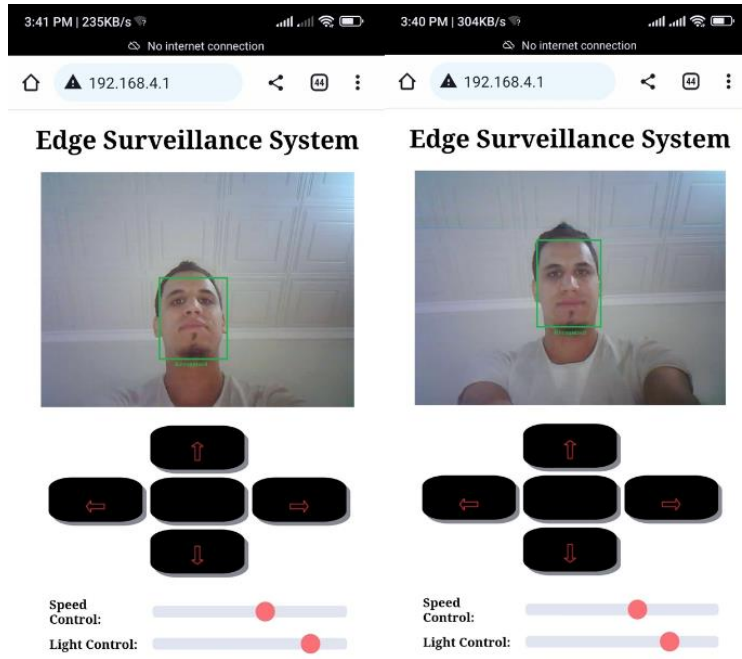 3:41 PM | 235KB/s
No internet connection
192.168.4.1
44
Edge Surveillance System
Speed
Control:
Light Control:
3:40 PM | 304KB/s
No internet connection
192.168.4.1
44
Edge Surveillance System
Speed
Control:
Light Control: